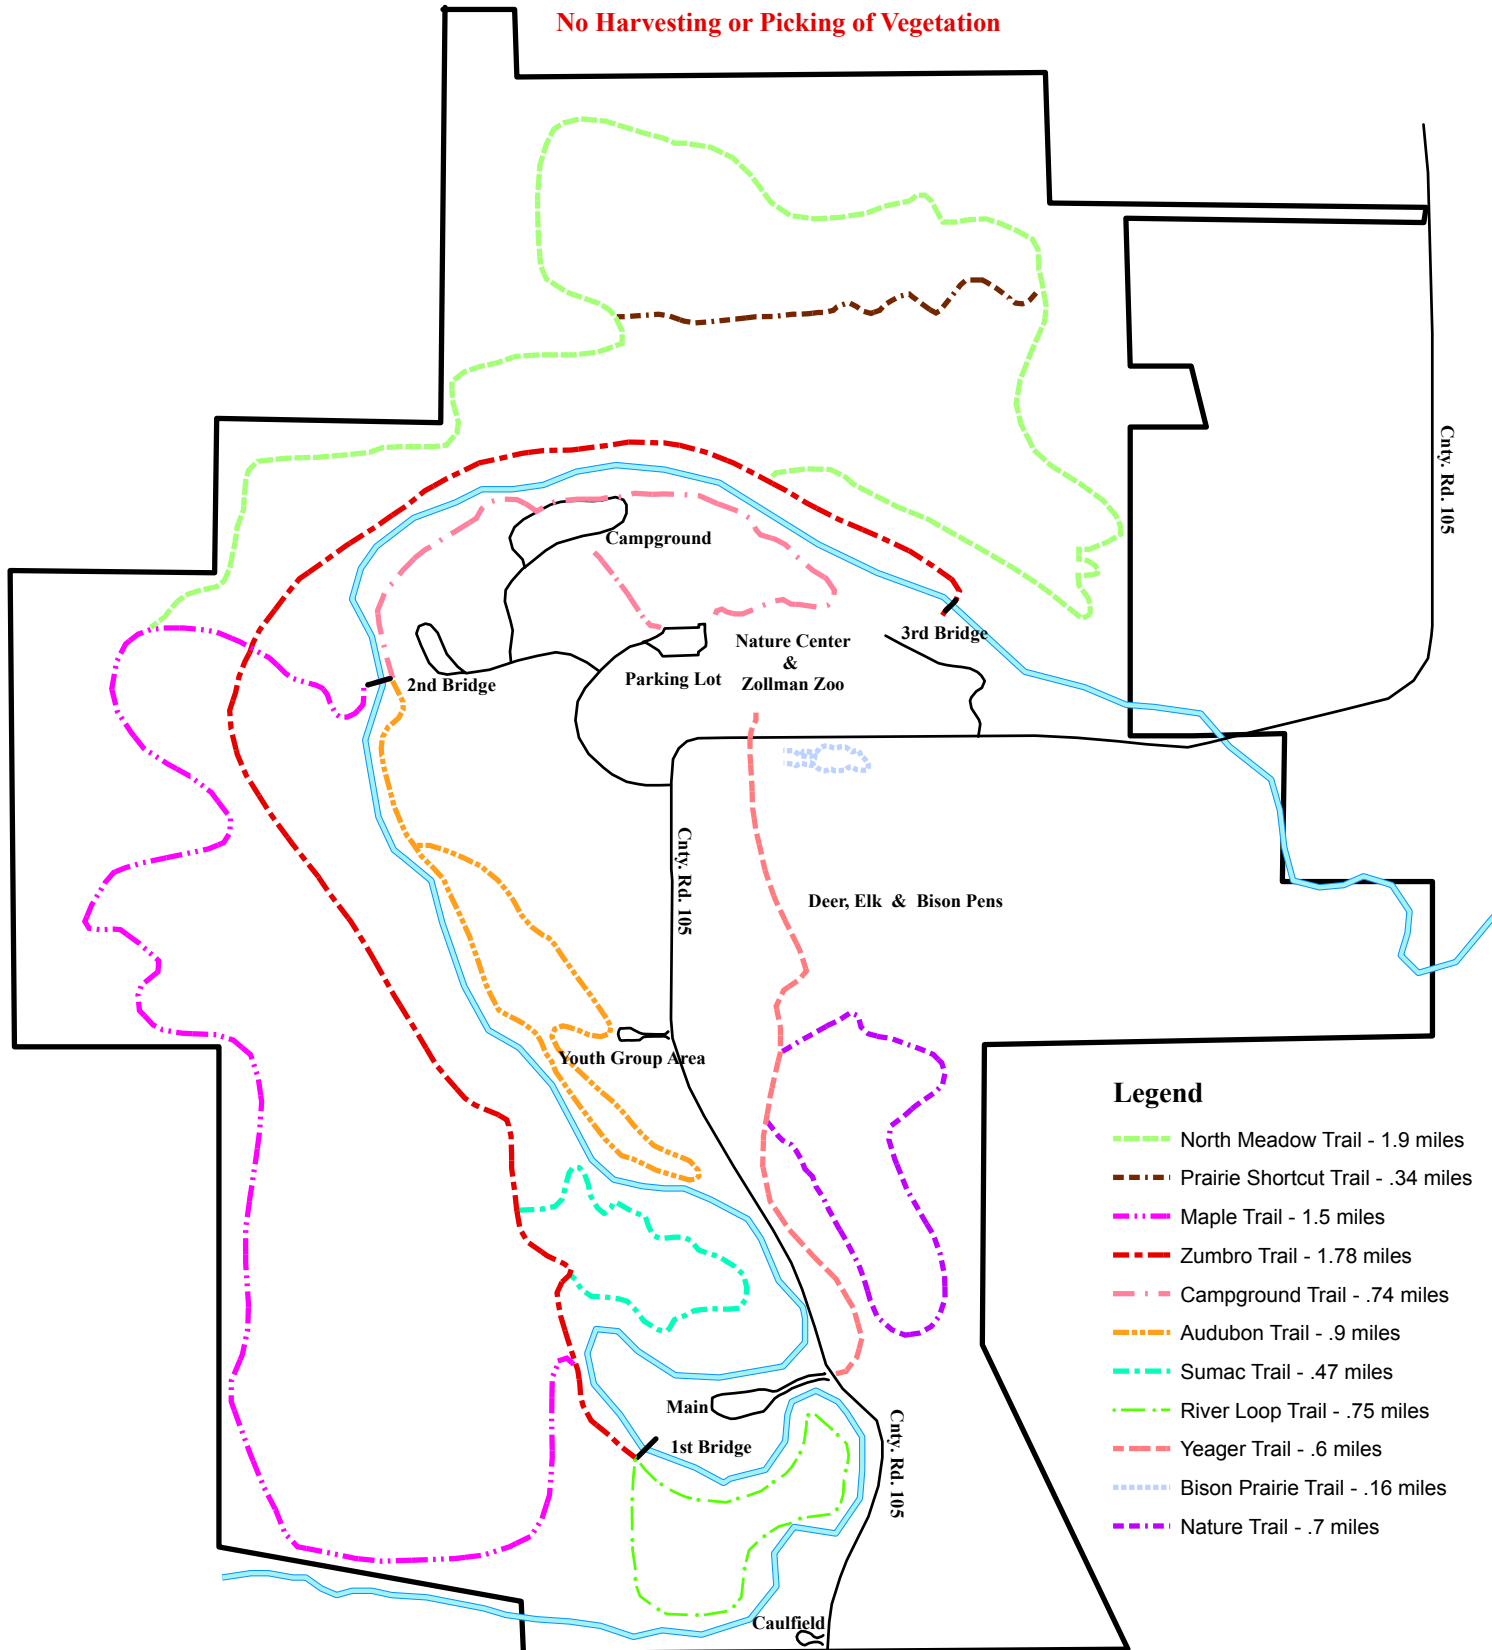 No Harvesting or Picking of Vegetation
Cnty. Rd. 105
Campground
3rd Bridge
Nature Center
&
Zollman Zoo
Parking Lot
2nd Bridge
Cnty. Rd. 105
Deer, Elk & Bison Pens
Youth Group Area
Legend
North Meadow Trail - 1.9 miles
Prairie Shortcut Trail - .34 miles
Maple Trail - 1.5 miles
Zumbro Trail - 1.78 miles
Campground Trail - .74 miles
Audubon Trail - .9 miles
Sumac Trail - .47 miles
River Loop Trail - .75 miles
Yeager Trail - .6 miles
Bison Prairie Trail - .16 miles
Nature Trail - .7 miles
Main
1st Bridge
Cnty. Rd. 105
Caulfield